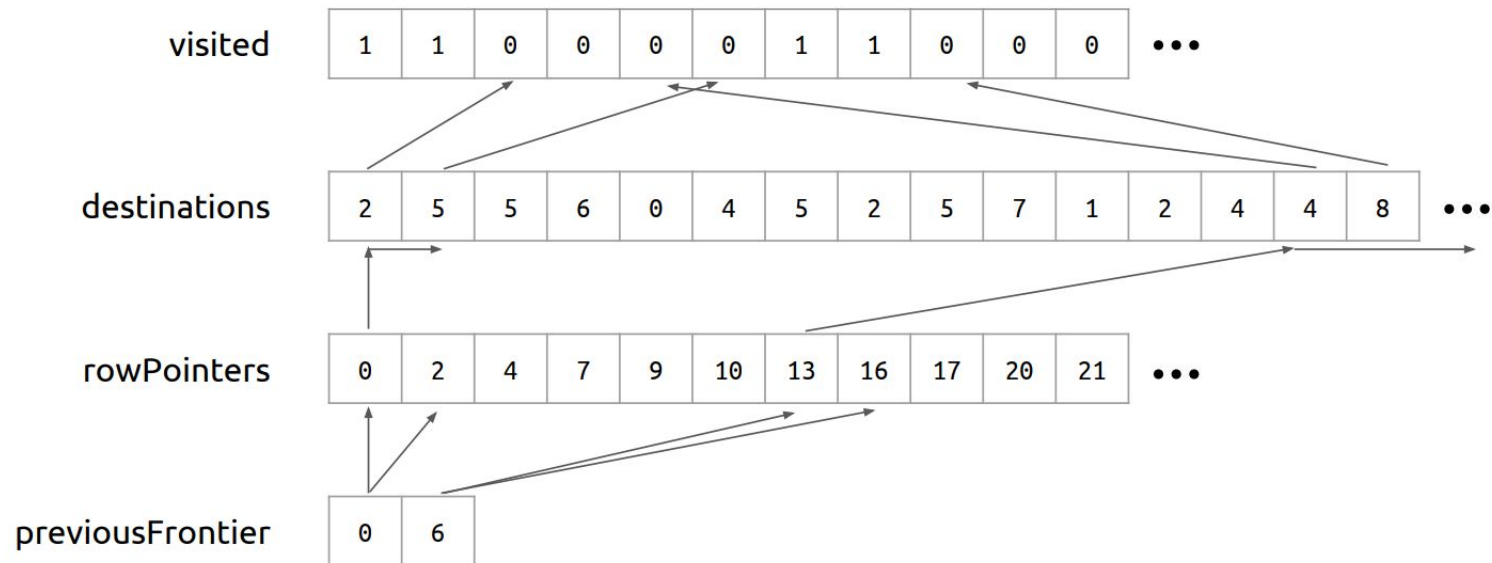 visited 1 1 0 0 0 0 1 1 0 0 0 •••
destinations 2 5 5 6 0 4 5 2 5 7 1 2 4 4 8 •••
rowPointers 0 2 4 7 9 10 13 16 17 20 21 •••
previousFrontier 0 6